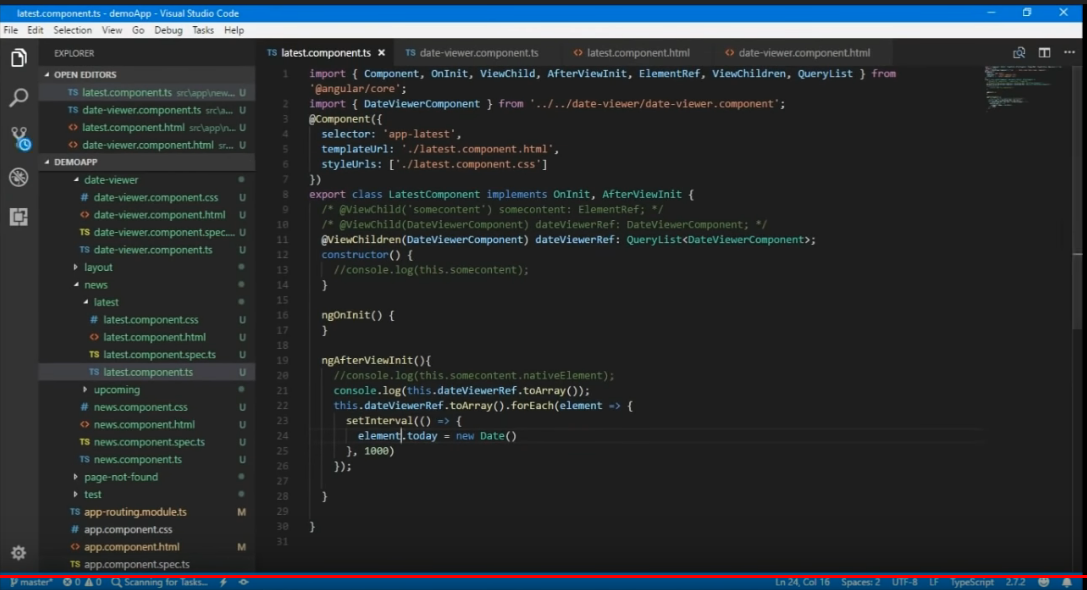 latest.component.ts - demoApp - Visual Studio Code
File Edit Selection View Go Debug Tasks Help
EXPLORER
OPEN EDITORS
TS latest.component.ts src\app\new... U
TS date-viewer.component.ts src\a... U
<> latest.component.html src\app\n... U
<> date-viewer.component.html sr... U
DEMOAPP
date-viewer
# date-viewer.component.css U
<> date-viewer.component.html U
TS date-viewer.component.spec.... U
TS date-viewer.component.ts U
layout
news
latest
# latest.component.css U
<> latest.component.html U
TS latest.component.spec.ts U
TS latest.component.ts U
upcoming
# news.component.css U
<> news.component.html U
TS news.component.spec.ts U
TS news.component.ts U
page-not-found
test
TS app-routing.module.ts M
# app.component.css
<> app.component.html M
TS app.component.spec.ts
TS latest.component.ts × TS date-viewer.component.ts <> latest.component.html <> date-viewer.component.html
1 import { Component, OnInit, ViewChild, AfterViewInit, ElementRef, ViewChildren, QueryList } from
'@angular/core';
2 import { DateViewerComponent } from '../../date-viewer/date-viewer.component';
3 @Component({
4 selector: 'app-latest',
5 templateUrl: './latest.component.html',
6 styleUrls: ['./latest.component.css']
7 })
8 export class LatestComponent implements OnInit, AfterViewInit {
9 /* @ViewChild('somecontent') somecontent: ElementRef; */
10 /* @ViewChild(DateViewerComponent) dateViewerRef: DateViewerComponent; */
11 @ViewChildren(DateViewerComponent) dateViewerRef: QueryList<DateViewerComponent>;
12 constructor() {
13 //console.log(this.somecontent);
14 }
15
16 ngOnInit() {
17 }
18
19 ngAfterViewInit(){
20 //console.log(this.somecontent.nativeElement);
21 console.log(this.dateViewerRef.toArray());
22 this.dateViewerRef.toArray().forEach(element => {
23 setInterval(() => {
24 element.today = new Date()
25 }, 1000)
26 });
27
28 }
29
30 }
31
master* 0 0 Scanning for Tasks... Ln 24, Col 16 Spaces: 2 UTF-8 LF TypeScript 2.7.2